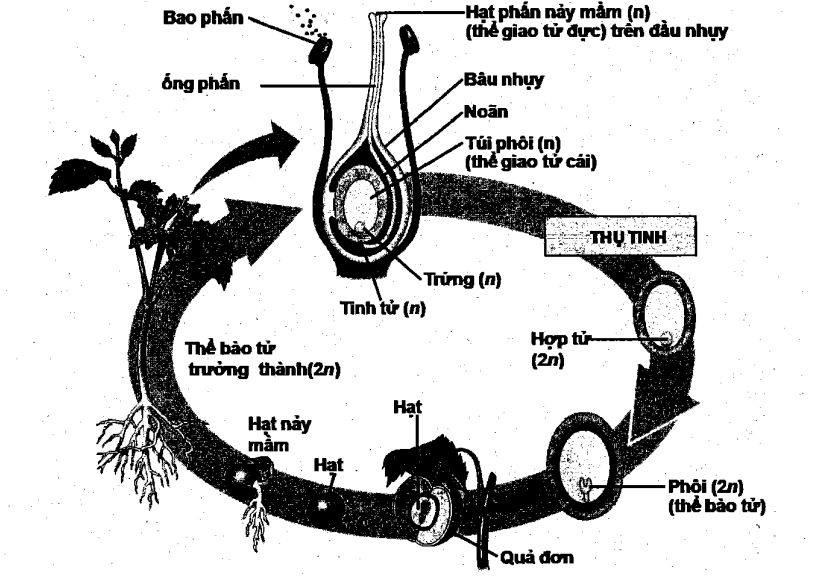 Bao phấn
Hạt phấn nảy mầm (n)
(thể giao tử đực) trên đầu nhụy
ống phấn
Bâu nhụy
Noãn
Túi phôi (n)
(thể giao tử cái)
THỤ TINH
Trứng (n)
Tinh tử (n)
Hợp tử
(2n)
Thể bào tử
trưởng thành(2n)
Hạt
Hạt nảy
mầm
Hạt
Phôi (2n)
(thể bào tử)
Quả đơn